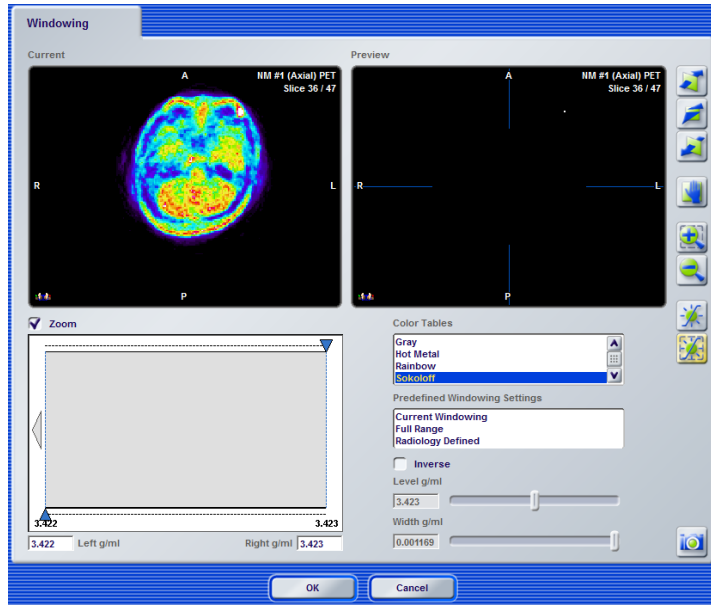 Windowing
Current
Preview
A
NM #1 (Axial) PET
Slice 36 / 47
R
L
P
A
NM #1 (Axial) PET
Slice 36 / 47
R
L
P
Zoom
3.422
3.423
3.422
Left g/ml
Right g/ml
3.423
Color Tables
Gray
Hot Metal
Rainbow
Sokoloff
Predefined Windowing Settings
Current Windowing
Full Range
Radiology Defined
Inverse
Level g/ml
3.423
Width g/ml
0.001169
OK
Cancel